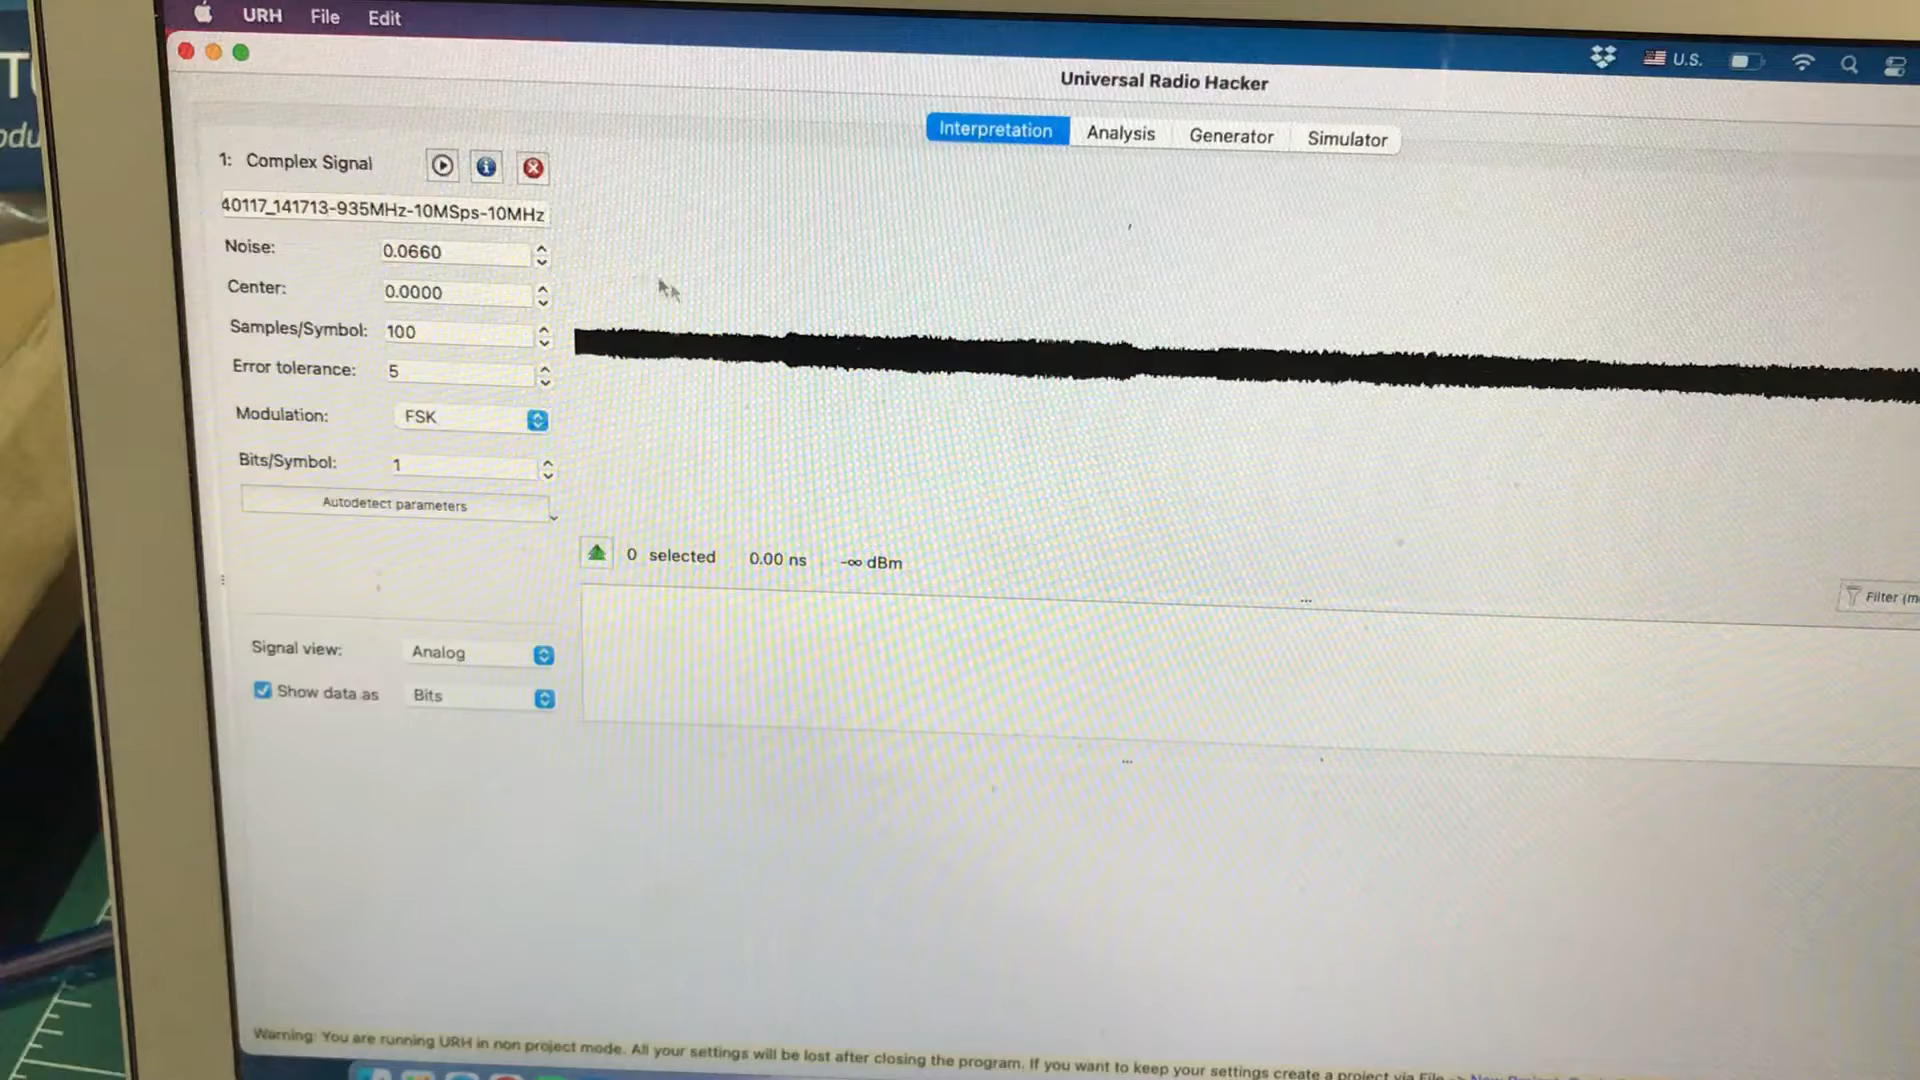 URH File Edit
U.S.
Universal Radio Hacker
Interpretation Analysis Generator Simulator
1: Complex Signal
40117_141713-935MHz-10MSps-10MHz
Noise: 0.0660
Center: 0.0000
Samples/Symbol: 100
Error tolerance: 5
Modulation: FSK
Bits/Symbol: 1
Autodetect parameters
0 selected 0.00 ns -∞ dBm
Filter (m
Signal view: Analog
Show data as Bits
Warning: You are running URH in non project mode. All your settings will be lost after closing the program. If you want to keep your settings create a project via File ->